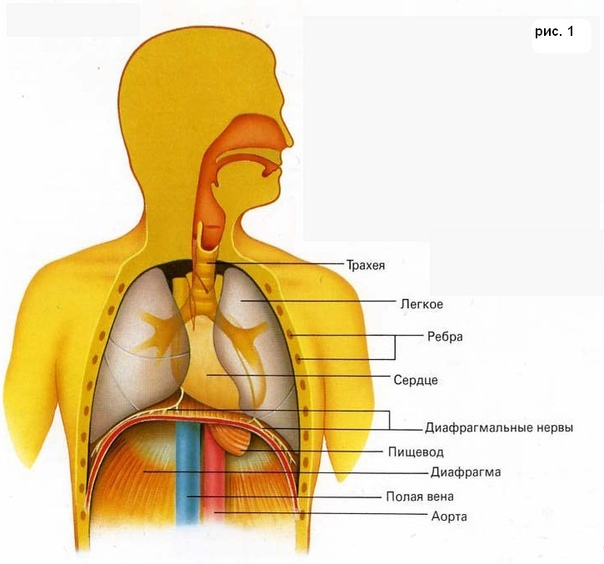 рис. 1
Трахея
Легкое
Ребра
Сердце
Диафрагмальные нервы
Пищевод
Диафрагма
Полая вена
Аорта